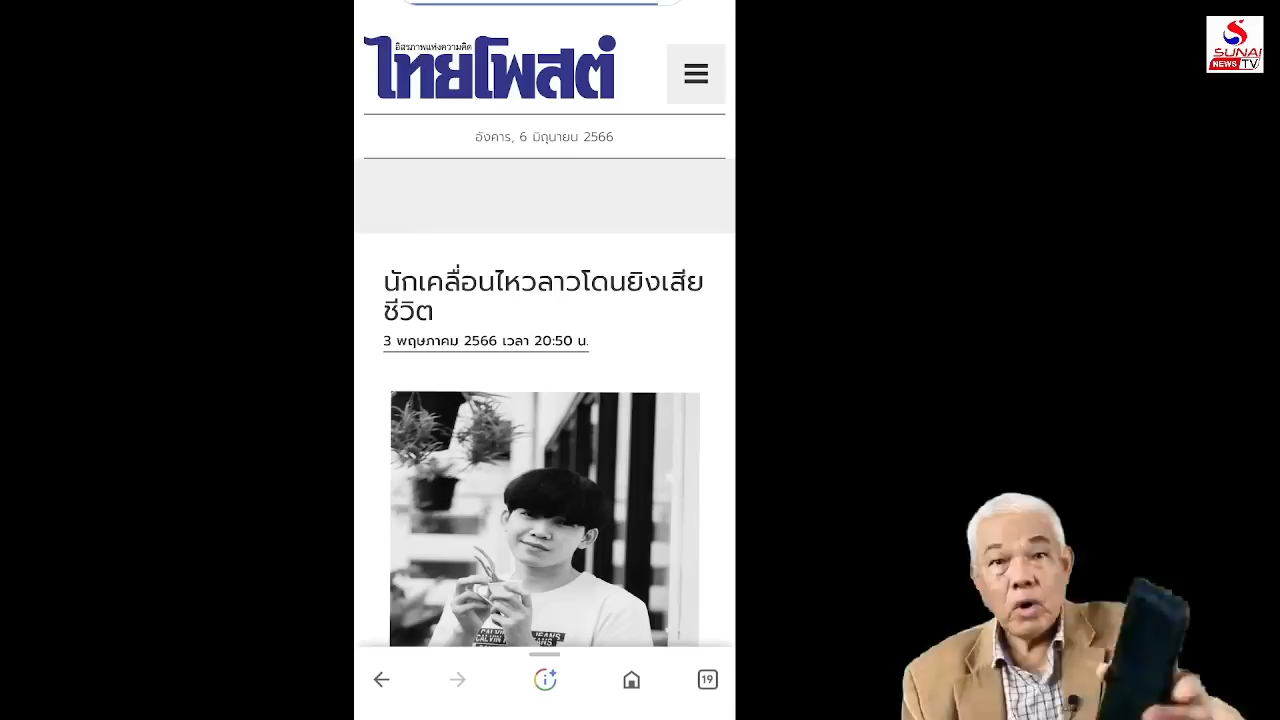 อิสรภาพแห่งความคิด
ไทยโพสต์
อังคาร, 6 มิถุนายน 2566
นักเคลื่อนไหวลาวโดนยิงเสีย
ชีวิต
3 พฤษภาคม 2566 เวลา 20:50 น.
CALVIN
JEANS
JEANS
19
SUNAI
NEWS TV